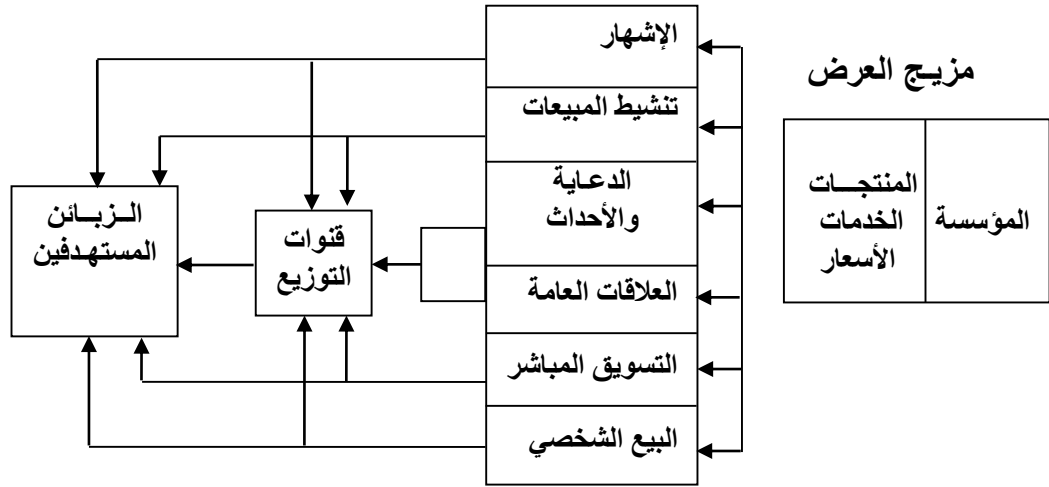 مزيج العرض
المؤسسة
المنتجات
الخدمات
الأسعار
الإشهار
تنشيط المبيعات
الدعاية
والأحداث
العلاقات العامة
التسويق المباشر
البيع الشخصي
قنوات
التوزيع
الزبائن
المستهدفين